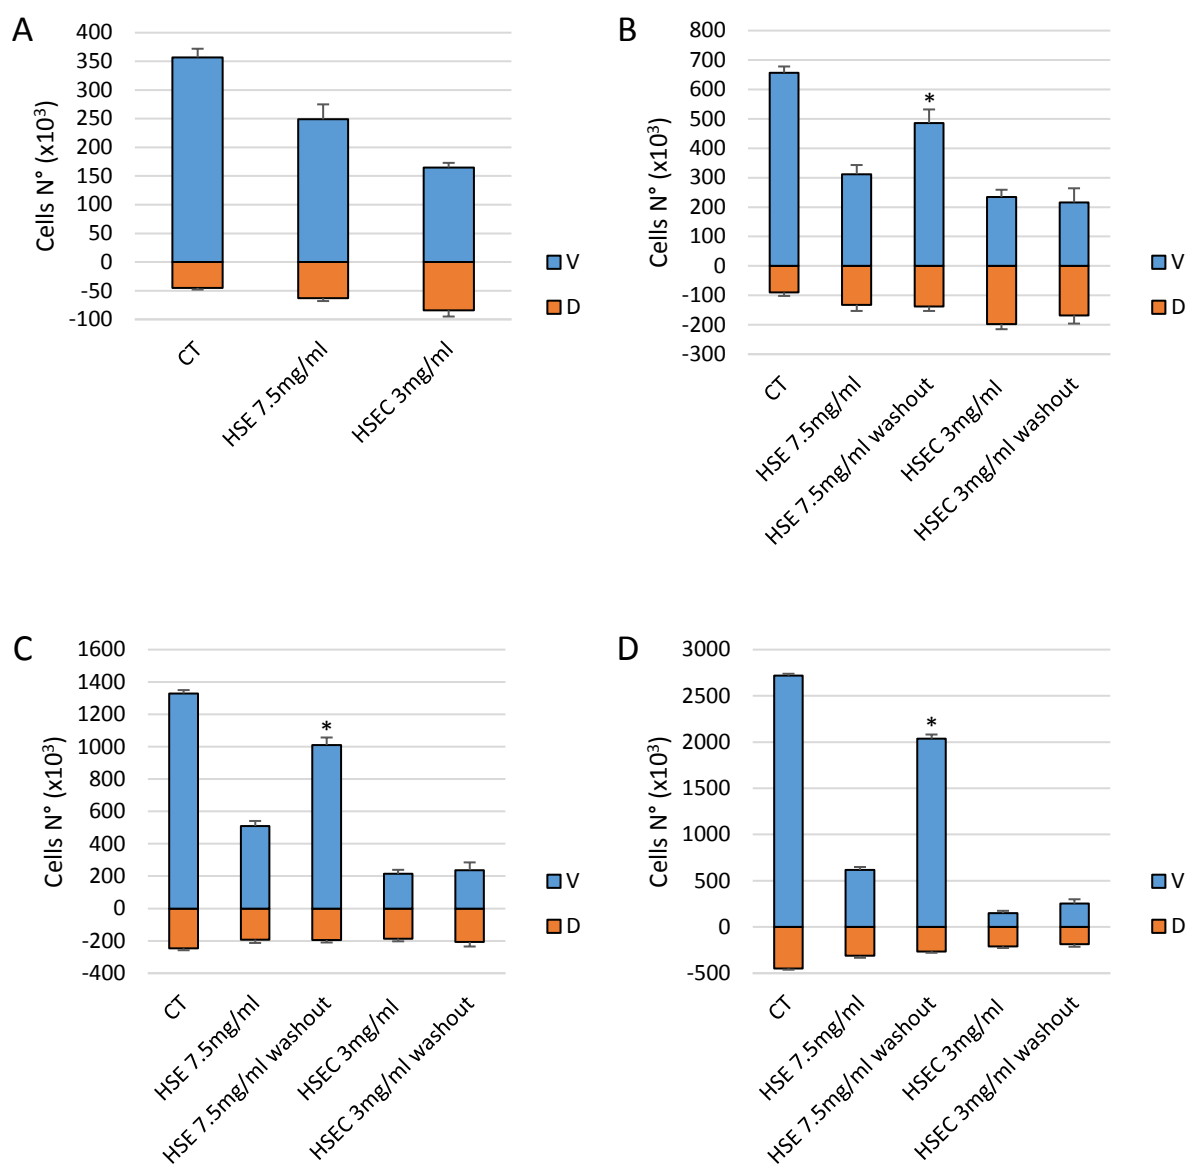 A
400
350
300
250
200
150
100
50
0
-50
-100
Cells N° (x10³)
CT
HSE 7.5mg/ml
HSEC 3mg/ml
V
D
B
800
700
600
500
400
300
200
100
0
-100
-200
-300
Cells N° (x10³)
*
CT
HSE 7.5mg/ml
HSE 7.5mg/ml washout
HSEC 3mg/ml
HSEC 3mg/ml washout
V
D
C
1600
1400
1200
1000
800
600
400
200
0
-200
-400
Cells N° (x10³)
*
CT
HSE 7.5mg/ml
HSE 7.5mg/ml washout
HSEC 3mg/ml
HSEC 3mg/ml washout
V
D
D
3000
2500
2000
1500
1000
500
0
-500
Cells N° (x10³)
*
CT
HSE 7.5mg/ml
HSE 7.5mg/ml washout
HSEC 3mg/ml
HSEC 3mg/ml washout
V
D